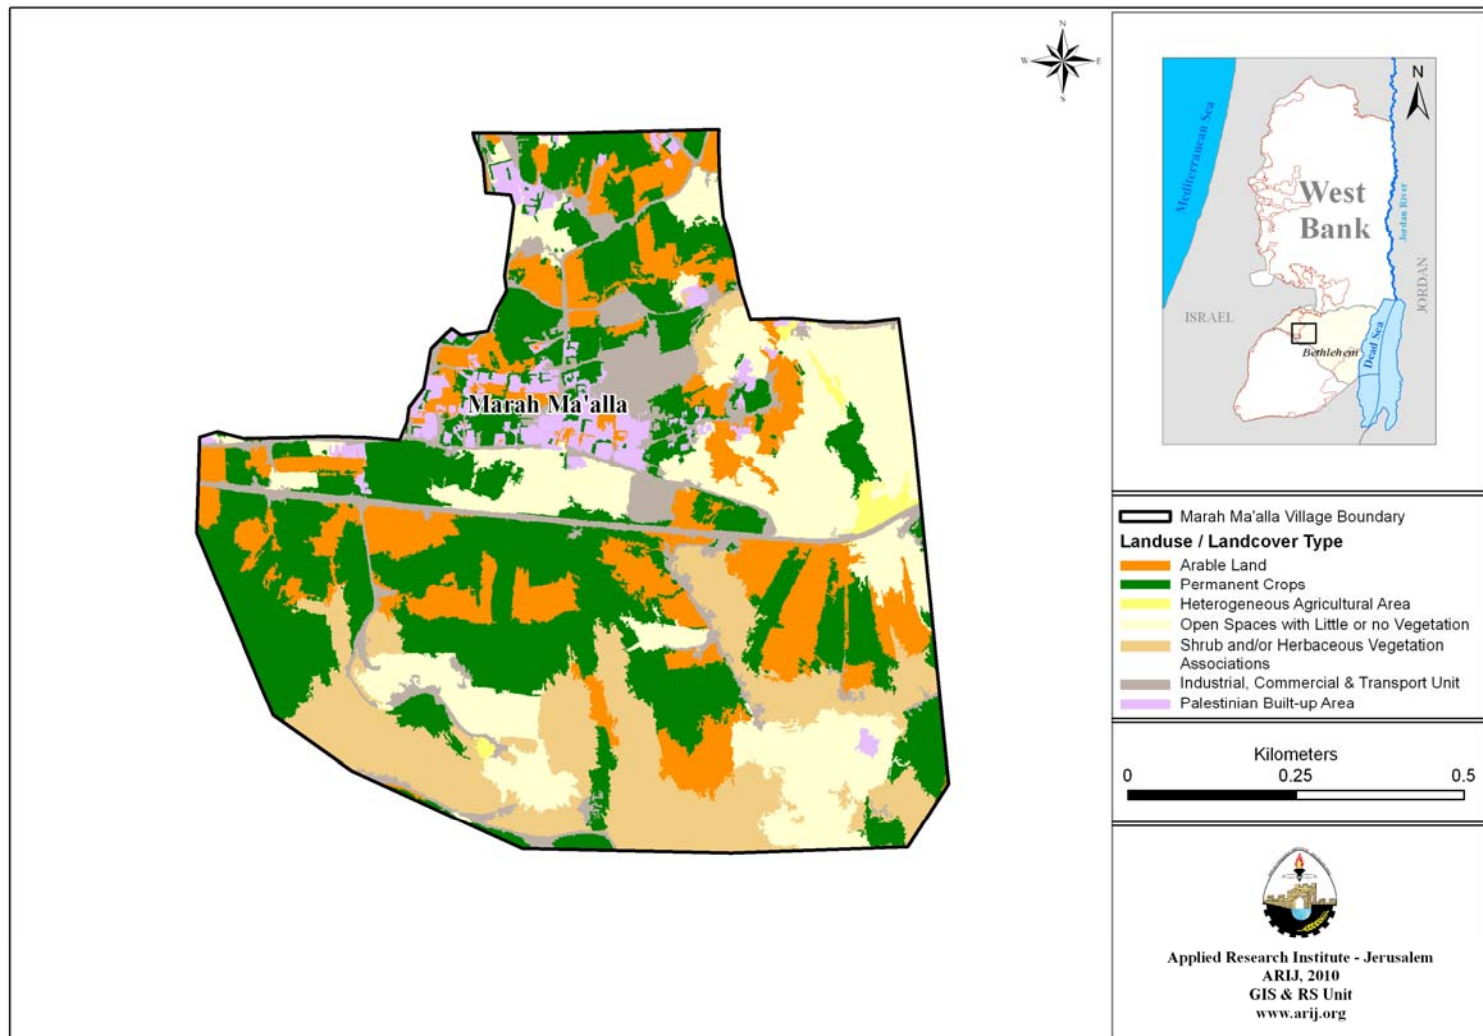 N
W
E
S
Marah Ma'alla
N
Mediterranean Sea
West
Bank
Jordan River
JORDAN
ISRAEL
Bethlehem
Dead Sea
Marah Ma'alla Village Boundary
Landuse / Landcover Type
Arable Land
Permanent Crops
Heterogeneous Agricultural Area
Open Spaces with Little or no Vegetation
Shrub and/or Herbaceous Vegetation
Associations
Industrial, Commercial & Transport Unit
Palestinian Built-up Area
Kilometers
0 0.25 0.5
Applied Research Institute - Jerusalem
ARIJ, 2010
GIS & RS Unit
www.arij.org